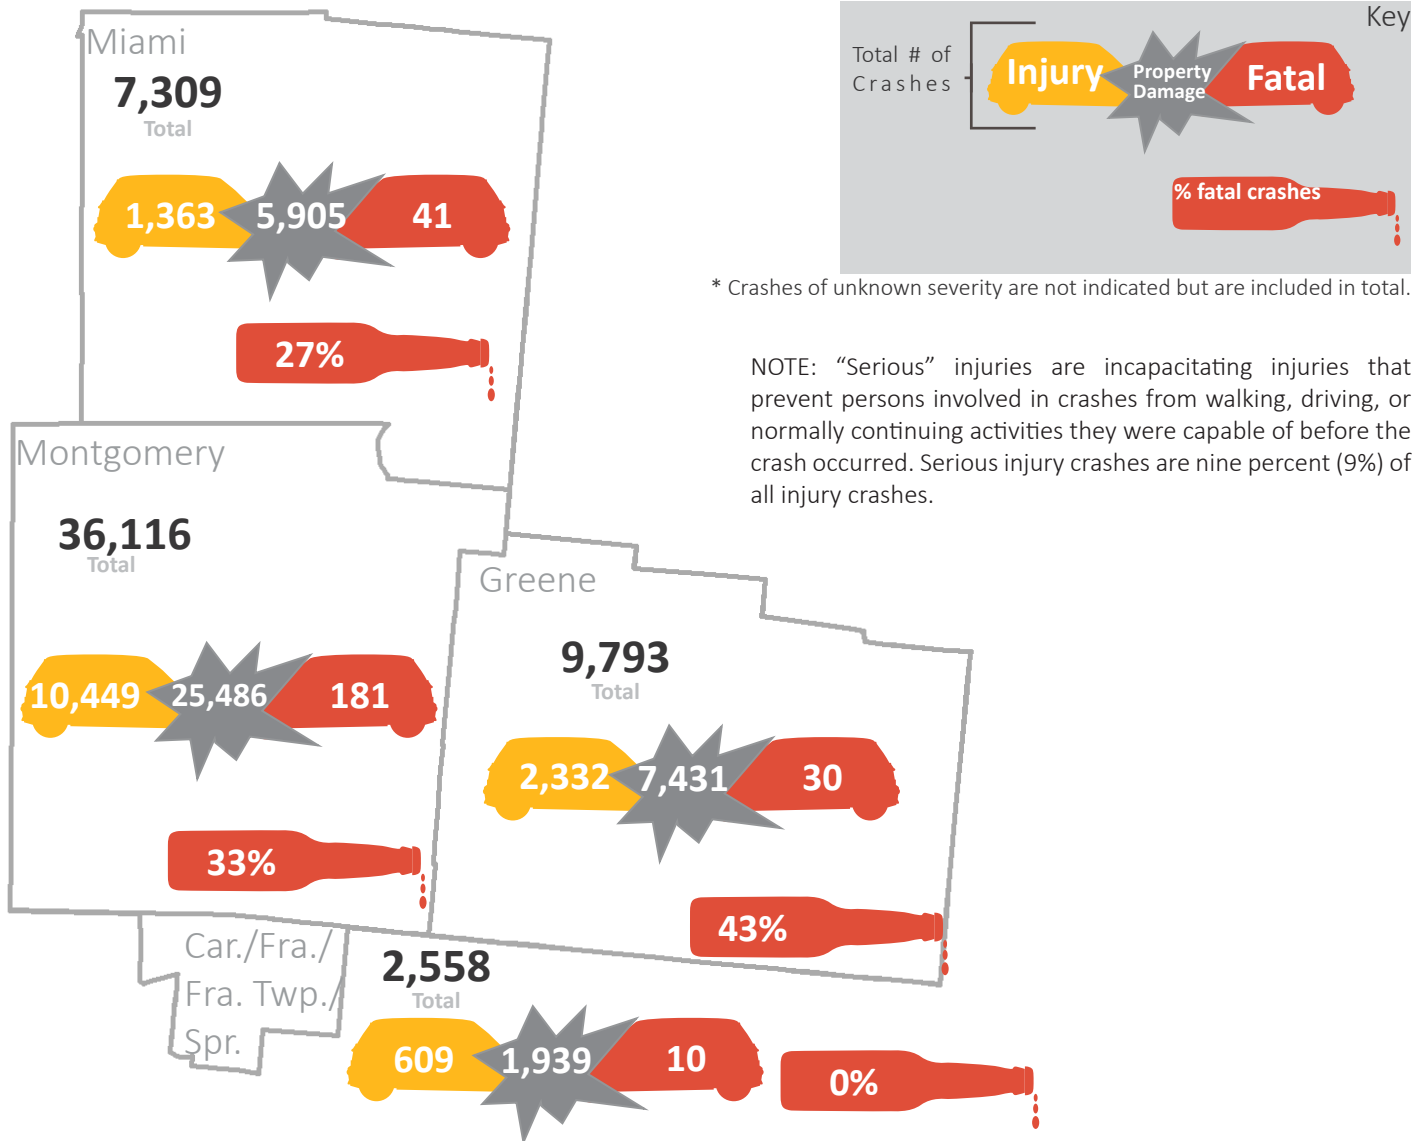 Miami
7,309
Total
1,363
5,905
41
27%
Key
Total # of
Crashes
Injury
Property
Damage
Fatal
% fatal crashes
* Crashes of unknown severity are not indicated but are included in total.
NOTE: “Serious” injuries are incapacitating injuries that
prevent persons involved in crashes from walking, driving, or
normally continuing activities they were capable of before the
crash occurred. Serious injury crashes are nine percent (9%) of
all injury crashes.
Montgomery
36,116
Total
10,449
25,486
181
33%
Greene
9,793
Total
2,332
7,431
30
43%
Car./Fra./
Fra. Twp./
Spr.
2,558
Total
609
1,939
10
0%